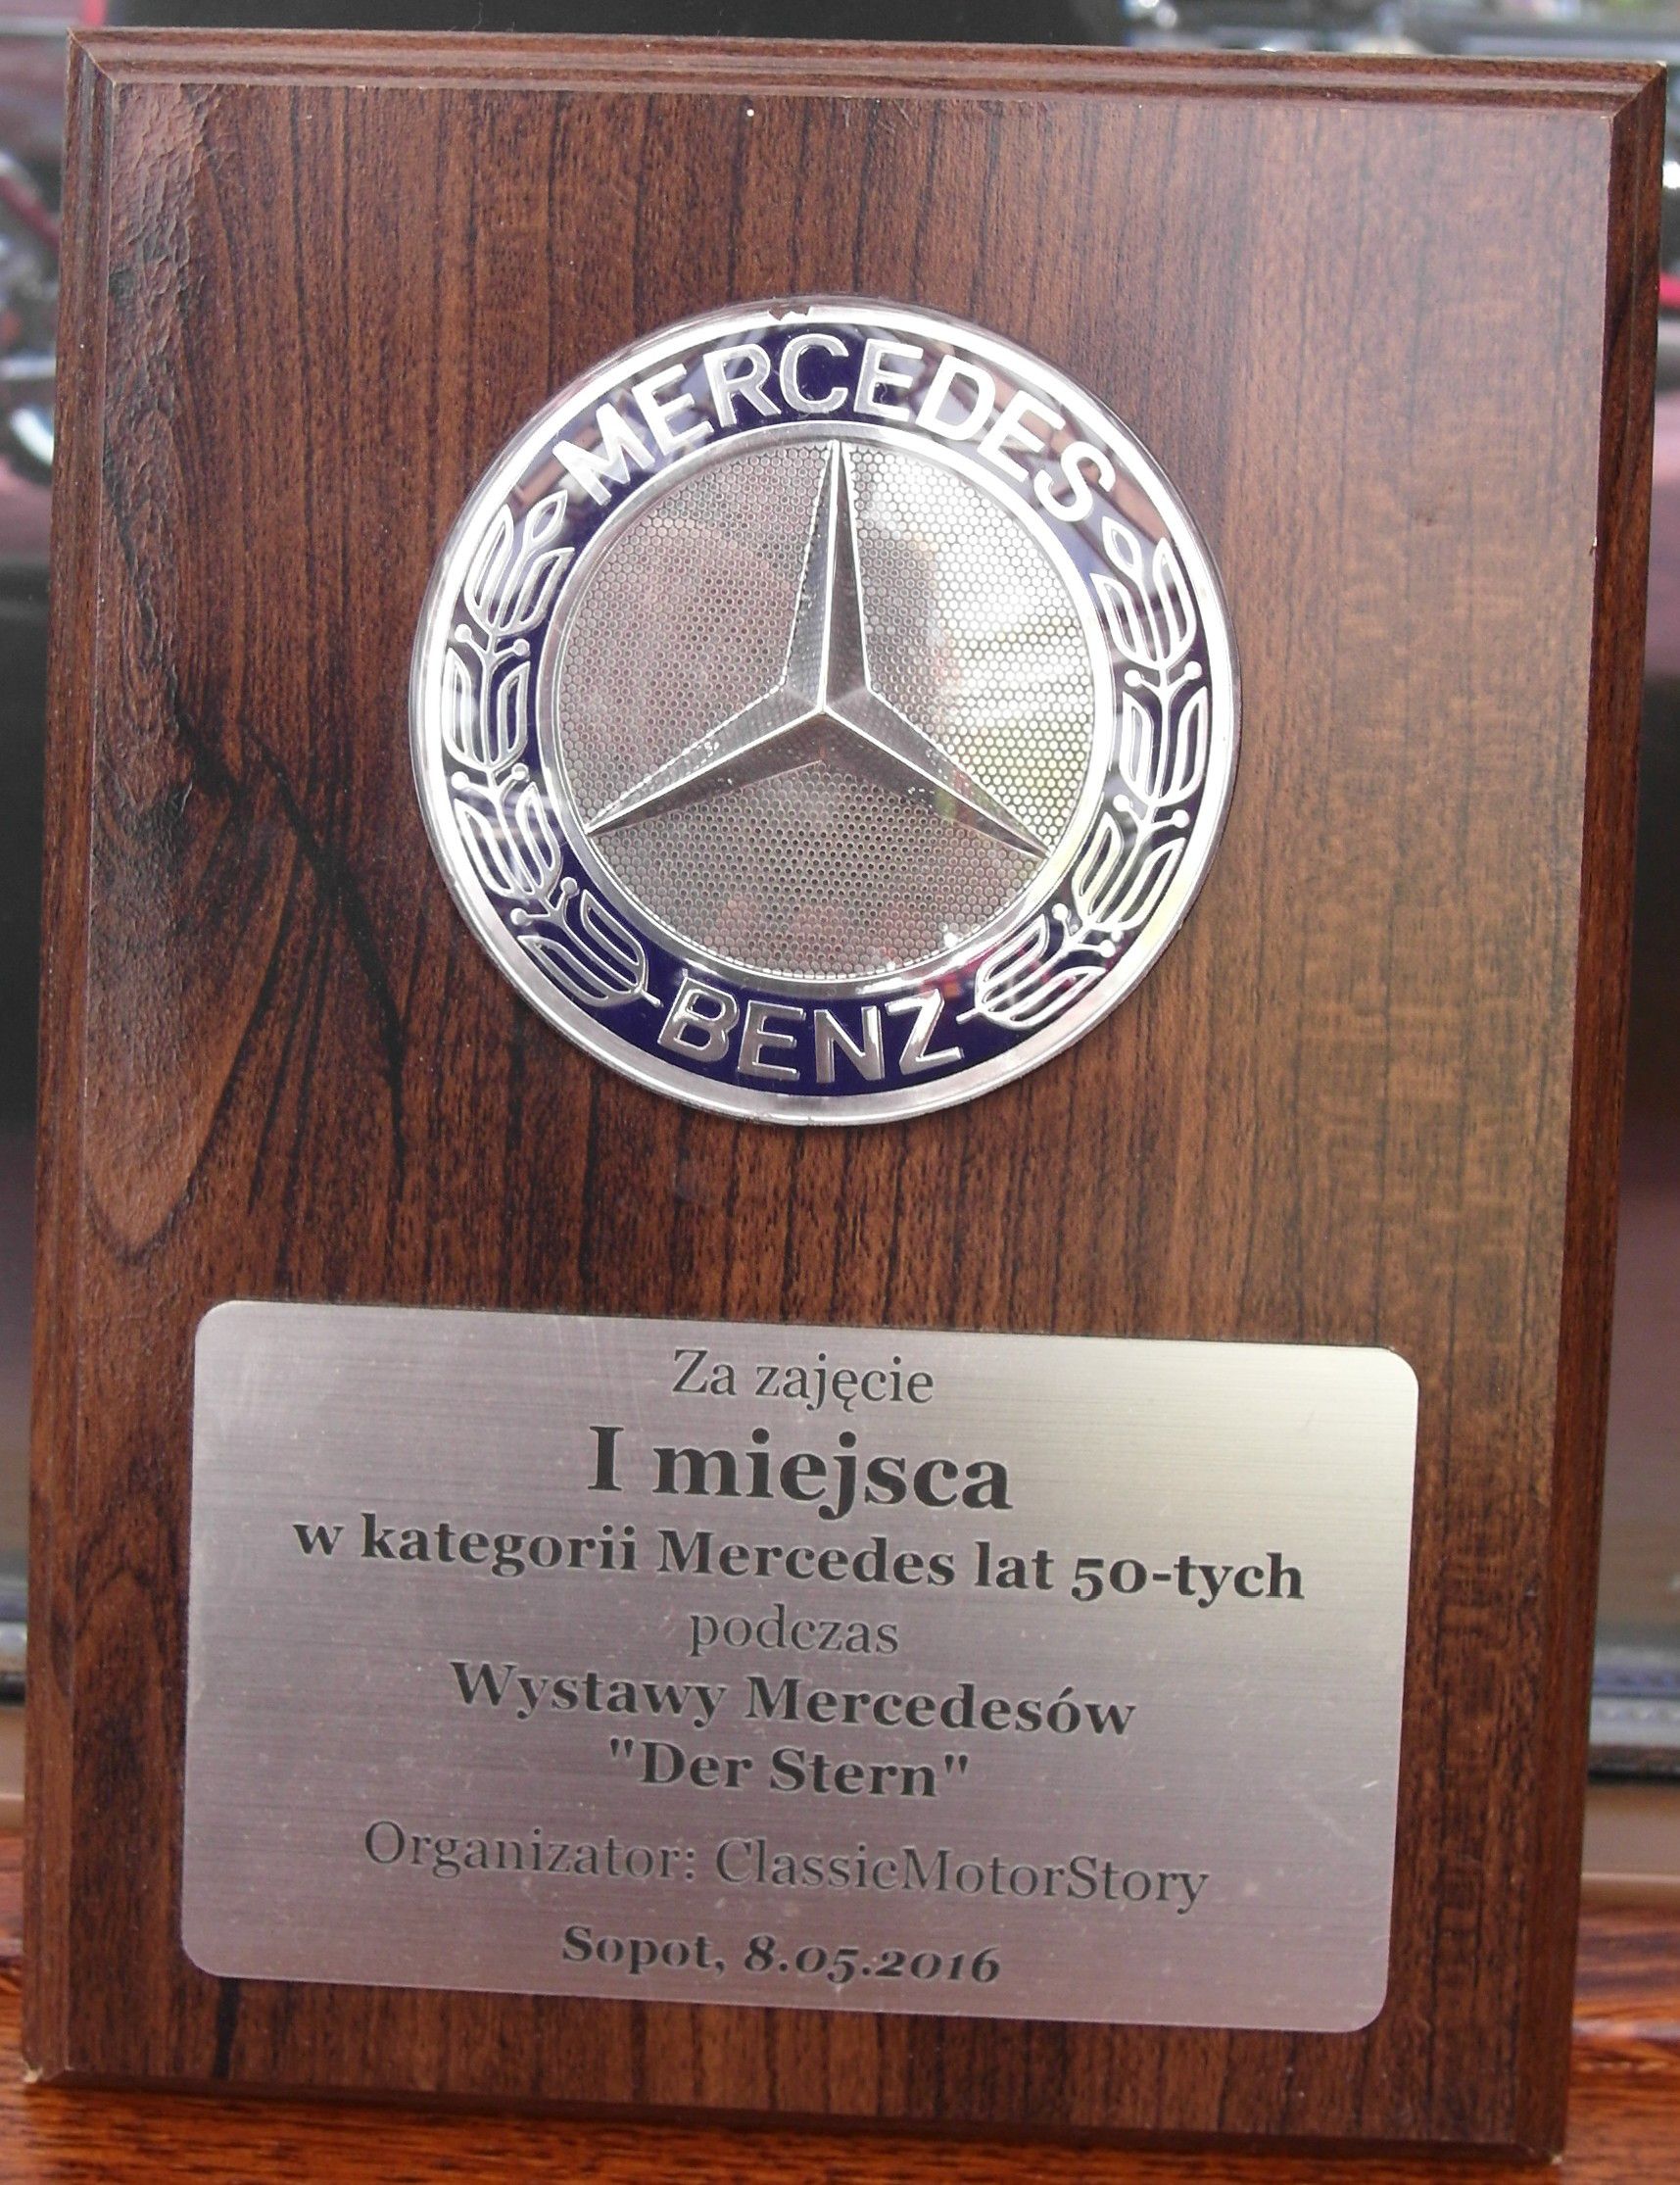 MERCEDES
BENZ
Za zajęcie
I miejsca
w kategorii Mercedes lat 50-tych
podczas
Wystawy Mercedesów
"Der Stern"
Organizator: ClassicMotorStory
Sopot, 8.05.2016